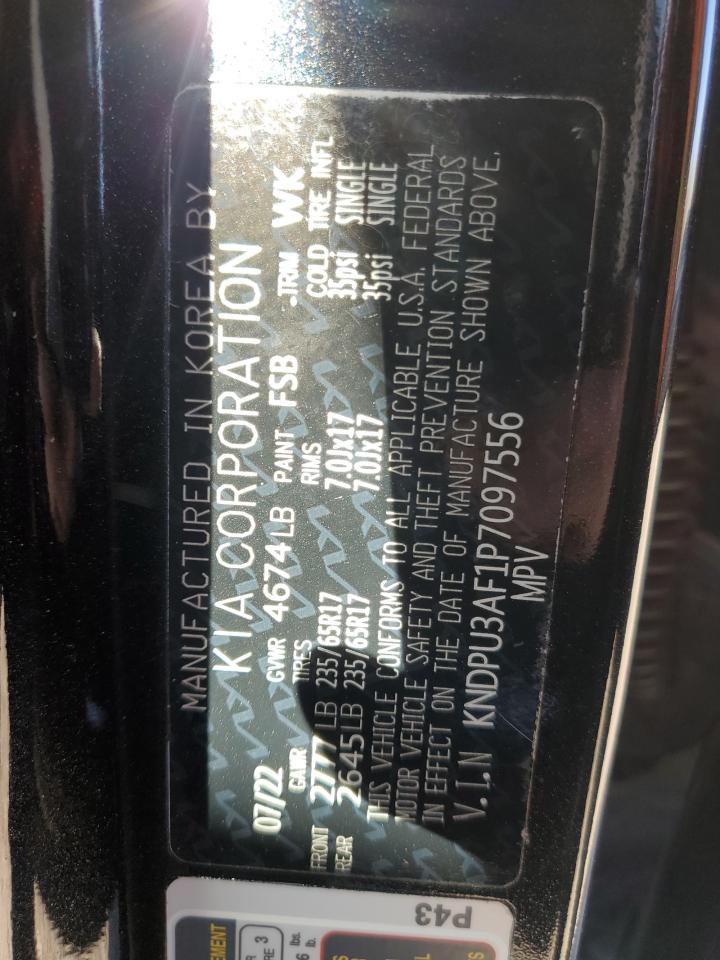 MANUFACTURED IN KOREA BY
KIA CORPORATION
07/22 GVWR 4674LB PAINT FSB -TRIM WK
GAWR TIRES RIMS COLD TIRE INFL
FRONT 2777LB 235/65R17 7.0Jx17 35psi SINGLE
REAR 2645LB 235/65R17 7.0Jx17 35psi SINGLE
THIS VEHICLE CONFORMS TO ALL APPLICABLE U.S.A. FEDERAL
MOTOR VEHICLE SAFETY AND THEFT PREVENTION STANDARDS
IN EFFECT ON THE DATE OF MANUFACTURE SHOWN ABOVE.
V.I.N KNDPU3AF1P7097556
MPV
P43